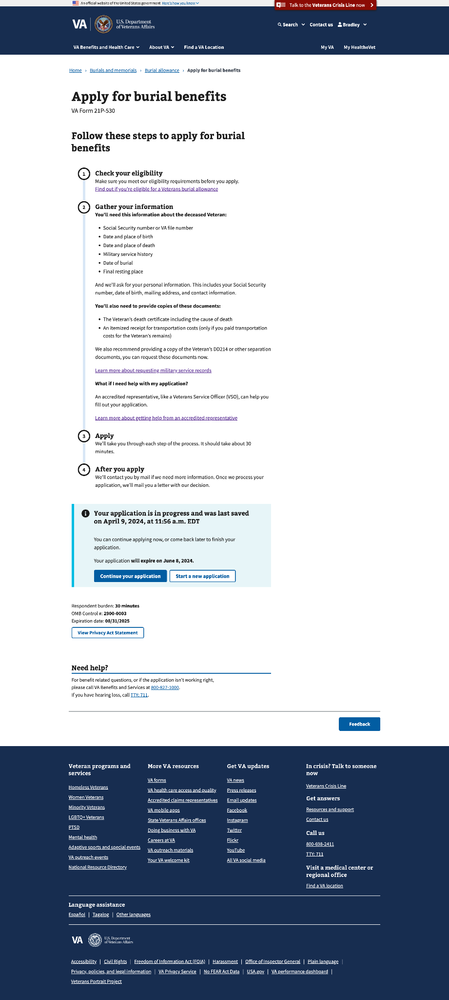 An official website of the United States government Here's how you know
Talk to the Veterans Crisis Line now
VA
U.S. Department
of Veterans Affairs
Search Contact us Bradley
VA Benefits and Health Care About VA Find a VA Location My VA My HealtheVet
Home › Burials and memorials › Burial allowance › Apply for burial benefits
Apply for burial benefits
VA Form 21P-530
Follow these steps to apply for burial
benefits
1 Check your eligibility
Make sure you meet our eligibility requirements before you apply.
Find out if you're eligible for a Veterans burial allowance
2 Gather your information
You'll need this information about the deceased Veteran:
• Social Security number or VA file number
• Date and place of birth
• Date and place of death
• Military service history
• Date of burial
• Final resting place
And we'll ask for your personal information. This includes your Social Security
number, date of birth, mailing address, and contact information.
You'll also need to provide copies of these documents:
• The Veteran's death certificate including the cause of death
• An itemized receipt for transportation costs (only if you paid transportation
costs for the Veteran's remains)
We also recommend providing a copy of the Veteran's DD214 or other separation
documents, you can request these documents now.
Learn more about requesting military service records
What if I need help with my application?
An accredited representative, like a Veterans Service Officer (VSO), can help you
fill out your application.
Learn more about getting help from an accredited representative
3 Apply
We'll take you through each step of the process. It should take about 30
minutes.
4 After you apply
We'll contact you by mail if we need more information. Once we process your
application, we'll mail you a letter with our decision.
Your application is in progress and was last saved
on April 9, 2024, at 11:56 a.m. EDT
You can continue applying now, or come back later to finish your
application.
Your application will expire on June 8, 2024.
Continue your application Start a new application
Respondent burden: 30 minutes
OMB Control #: 2900-0003
Expiration date: 08/31/2025
View Privacy Act Statement
Need help?
For benefit related questions, or if the application isn't working right,
please call VA Benefits and Services at 800-827-1000.
If you have hearing loss, call TTY: 711.
Feedback
Veteran programs and
services
Homeless Veterans
Women Veterans
Minority Veterans
LGBTQ+ Veterans
PTSD
Mental health
Adaptive sports and special events
VA outreach events
National Resource Directory
More VA resources
VA forms
VA health care access and quality
Accredited claims representatives
VA mobile apps
State Veterans Affairs offices
Doing business with VA
Careers at VA
VA outreach materials
Your VA welcome kit
Get VA updates
VA news
Press releases
Email updates
Facebook
Instagram
Twitter
Flickr
YouTube
All VA social media
In crisis? Talk to someone
now
Veterans Crisis Line
Get answers
Resources and support
Contact us
Call us
800-698-2411
TTY: 711
Visit a medical center or
regional office
Find a VA location
Language assistance
Español | Tagalog | Other languages
VA
U.S. Department
of Veterans Affairs
Accessibility | Civil Rights | Freedom of Information Act (FOIA) | Harassment | Office of Inspector General | Plain language |
Privacy, policies, and legal information | VA Privacy Service | No FEAR Act Data | USA.gov | VA performance dashboard |
Veterans Portrait Project